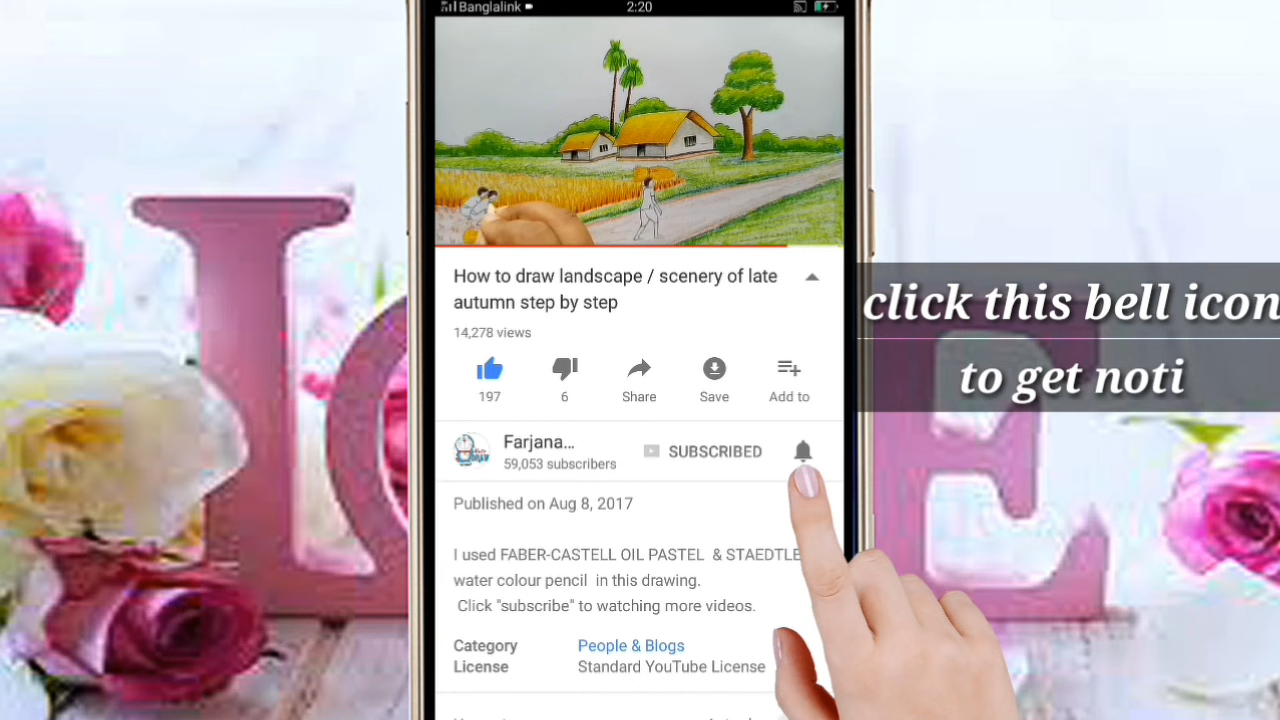 Banglalink
2:20
How to draw landscape / scenery of late
autumn step by step
14,278 views
197
6
Share
Save
Add to
Farjana...
59,053 subscribers
SUBSCRIBED
click this bell icon
to get noti
Published on Aug 8, 2017
I used FABER-CASTELL OIL PASTEL & STAEDTLE
water colour pencil in this drawing.
Click "subscribe" to watching more videos.
Category People & Blogs
License Standard YouTube License